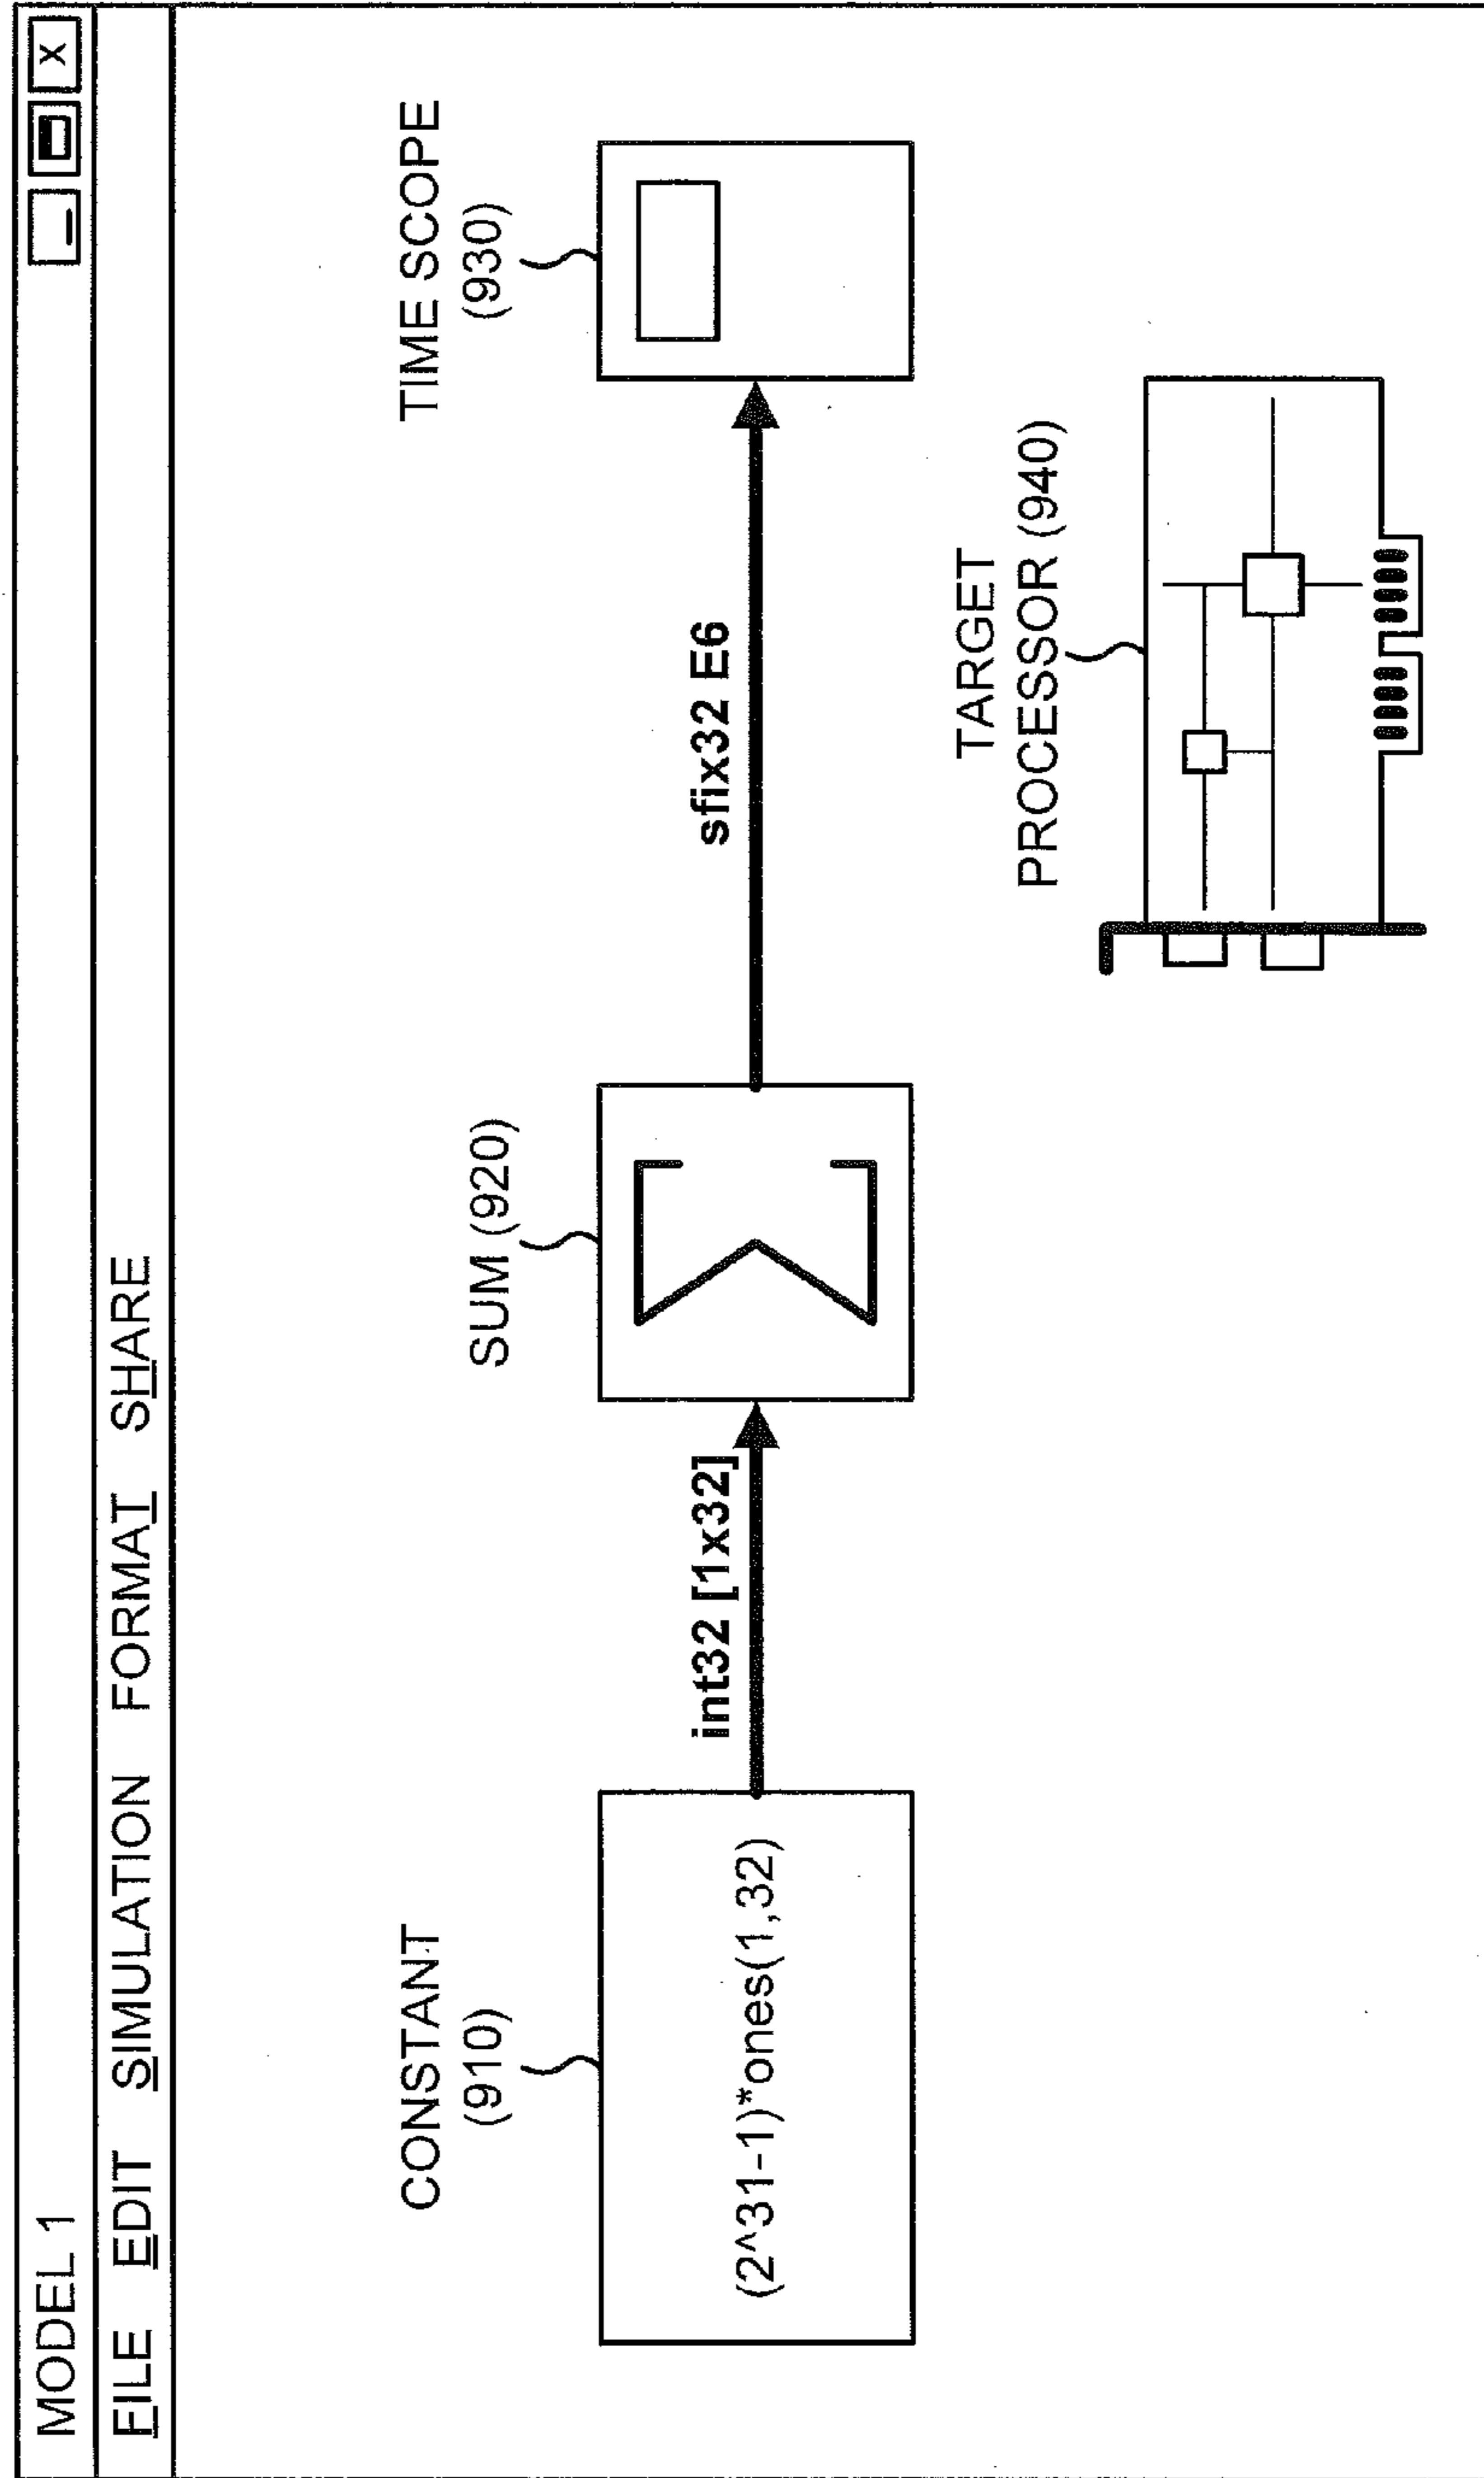 MODEL 1
_ X
FILE EDIT SIMULATION FORMAT SHARE
CONSTANT
(910)
(2^31-1)*ones(1,32)
int32 [1x32]
SUM (920)
Σ
sfix32 E6
TIME SCOPE
(930)
TARGET
PROCESSOR (940)